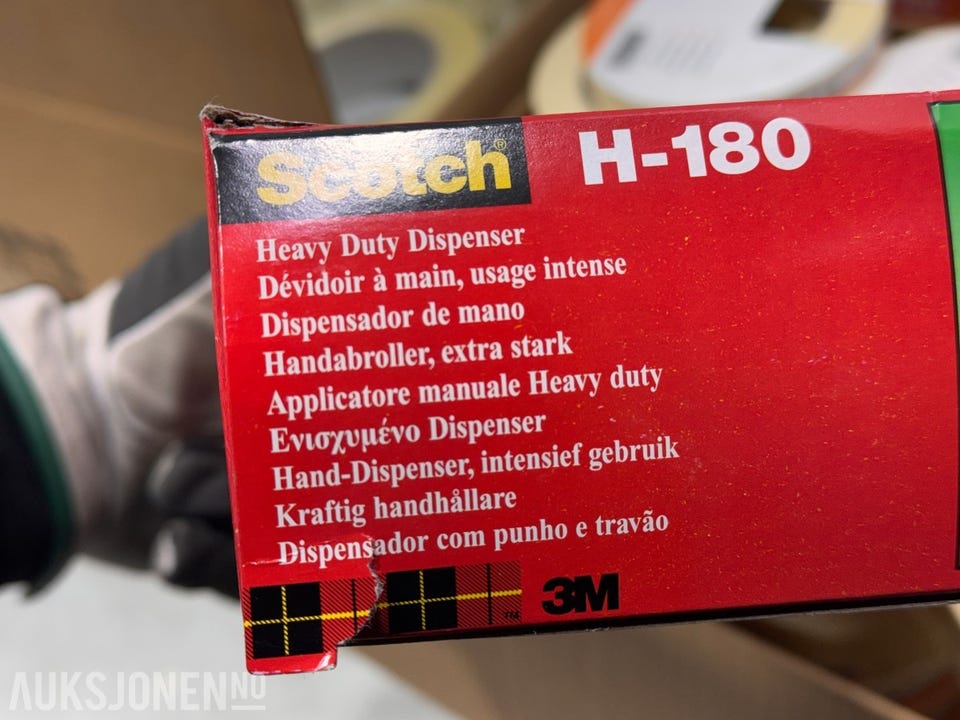 Scotch® H-180
Heavy Duty Dispenser
Dévidoir à main, usage intense
Dispensador de mano
Handabroller, extra stark
Applicatore manuale Heavy duty
Ενισχυμένο Dispenser
Hand-Dispenser, intensief gebruik
Kraftig handhållare
Dispensador com punho e travão
™ 3M
AUKSJONEN NO